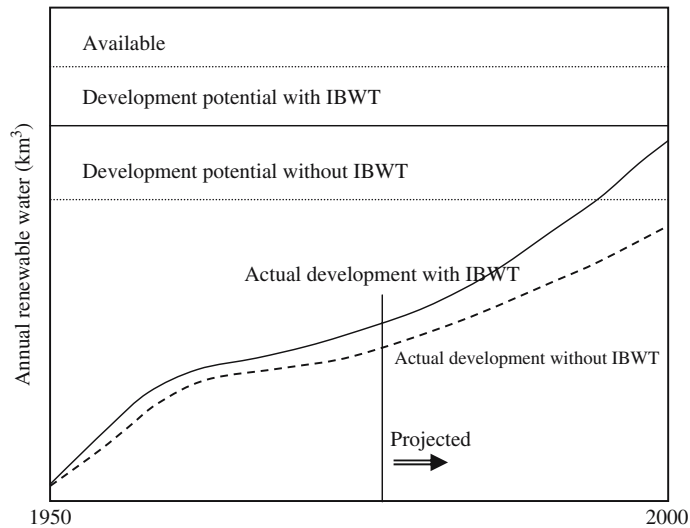 Available
Development potential with IBWT
Development potential without IBWT
Annual renewable water (km³)
Actual development with IBWT
Actual development without IBWT
Projected
1950
2000